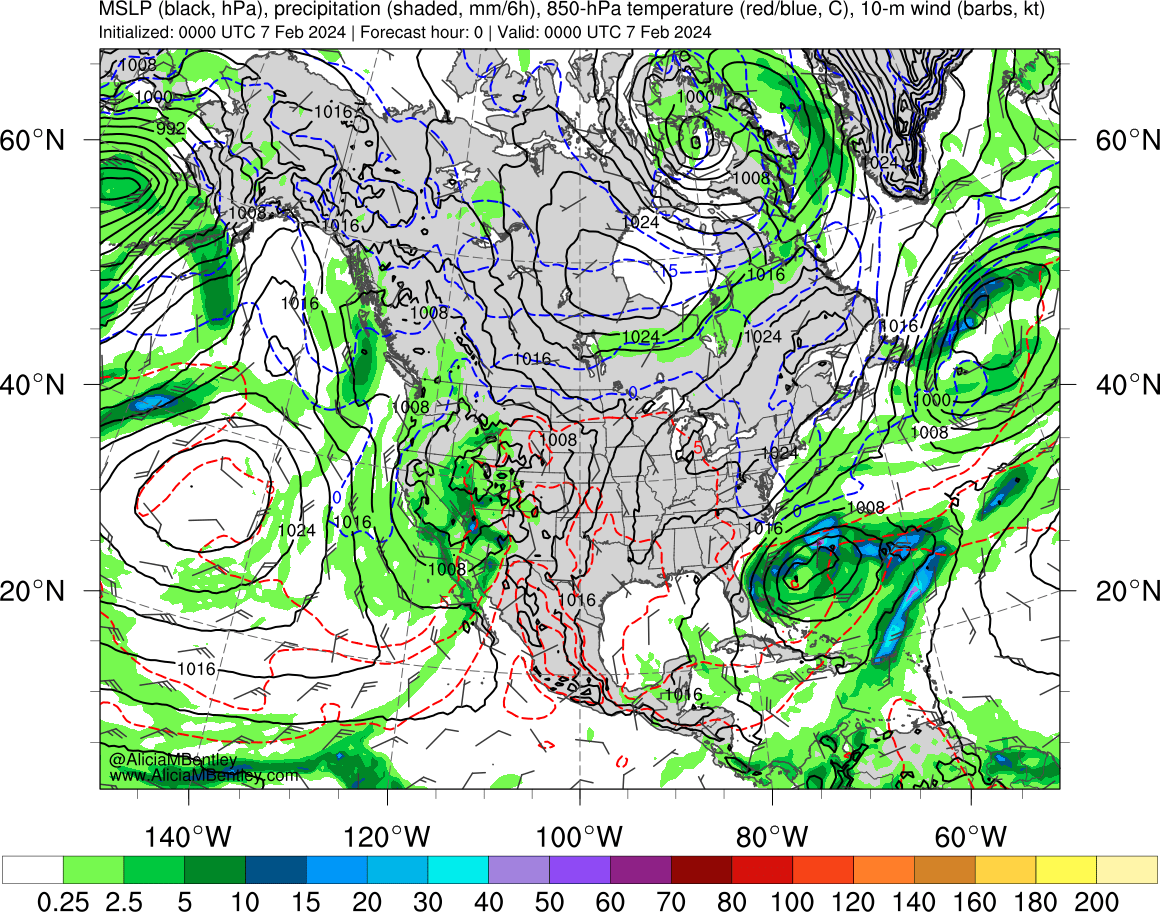 MSLP (black, hPa), precipitation (shaded, mm/6h), 850-hPa temperature (red/blue, C), 10-m wind (barbs, kt)
Initialized: 0000 UTC 7 Feb 2024 | Forecast hour: 0 | Valid: 0000 UTC 7 Feb 2024
1008
1000 1000
1016
992
60°N 60°N
1024
1008
1008 1024
1016
15 1016
1016
1008 1016
1024 1024
1016
40°N 0 40°N
1008 1000
1008 1008
5 1024
5
0 1008
0
1016 1016
1024
1008
20°N 1016 20°N
1016
1016
@AliciaMBentley
www.AliciaMBentley.com
140°W 120°W 100°W 80°W 60°W
0.25 2.5 5 10 15 20 30 40 50 60 70 80 100 120 140 160 180 200